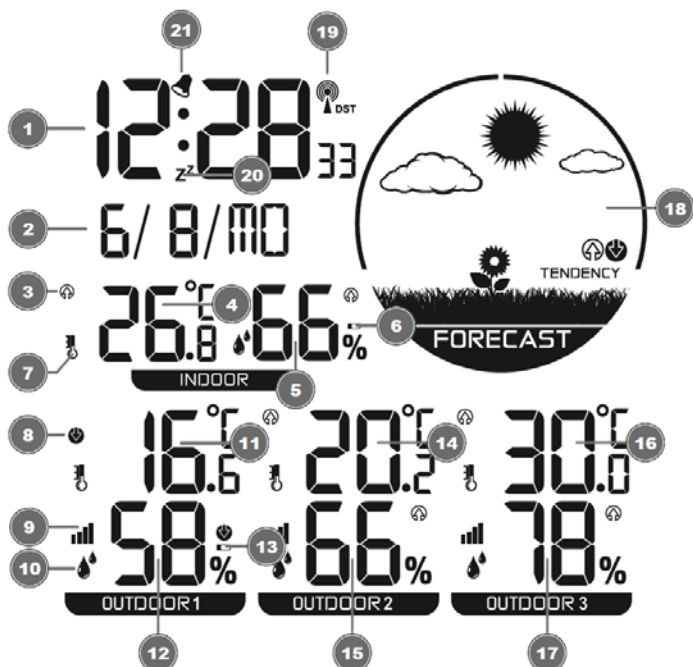 21
19
1
12:28
DST
33
Zz
20
2
6/ 8/MO
18
TENDENCY
3
26.8°C
4
66%
6
7
INDOOR
5
FORECAST
8
16.6°C
11
20.2°C
14
30.0°C
16
9
10
58%
13
66%
78%
OUTDOOR 1
OUTDOOR 2
OUTDOOR 3
12
15
17